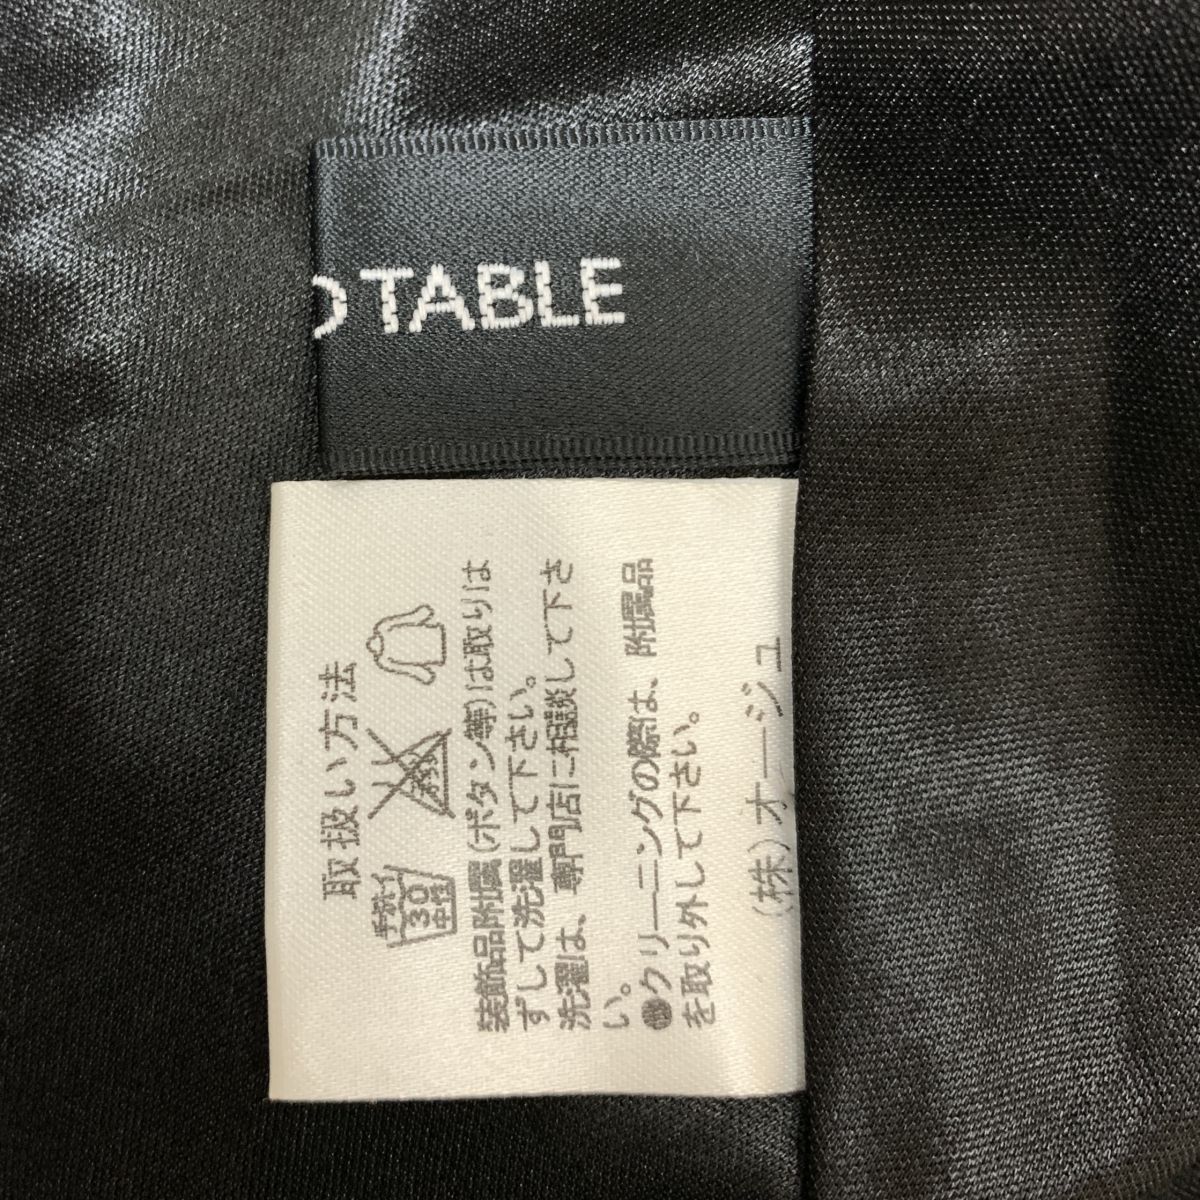 TABLE
取扱い方法
手洗イ
30
中性
装飾品附属(ボタン等)は取りは
ずして洗濯して下さい。
洗濯は、専門店に相談して下さ
い。
●クリーニングの際は、附属品
を取り外して下さい。
(株)オージュ